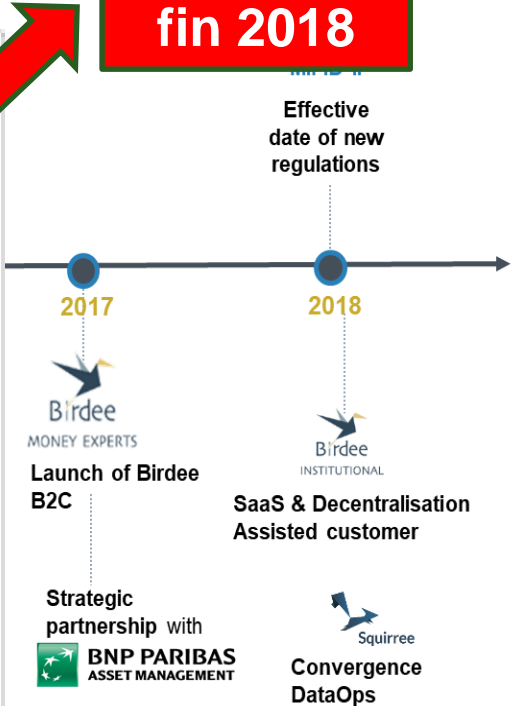 fin 2018
Effective
date of new
regulations
2017
2018
Birdee
MONEY EXPERTS
Launch of Birdee
B2C
Birdee
INSTITUTIONAL
SaaS & Decentralisation
Assisted customer
Strategic
partnership with
BNP PARIBAS
ASSET MANAGEMENT
Squirree
Convergence
DataOps